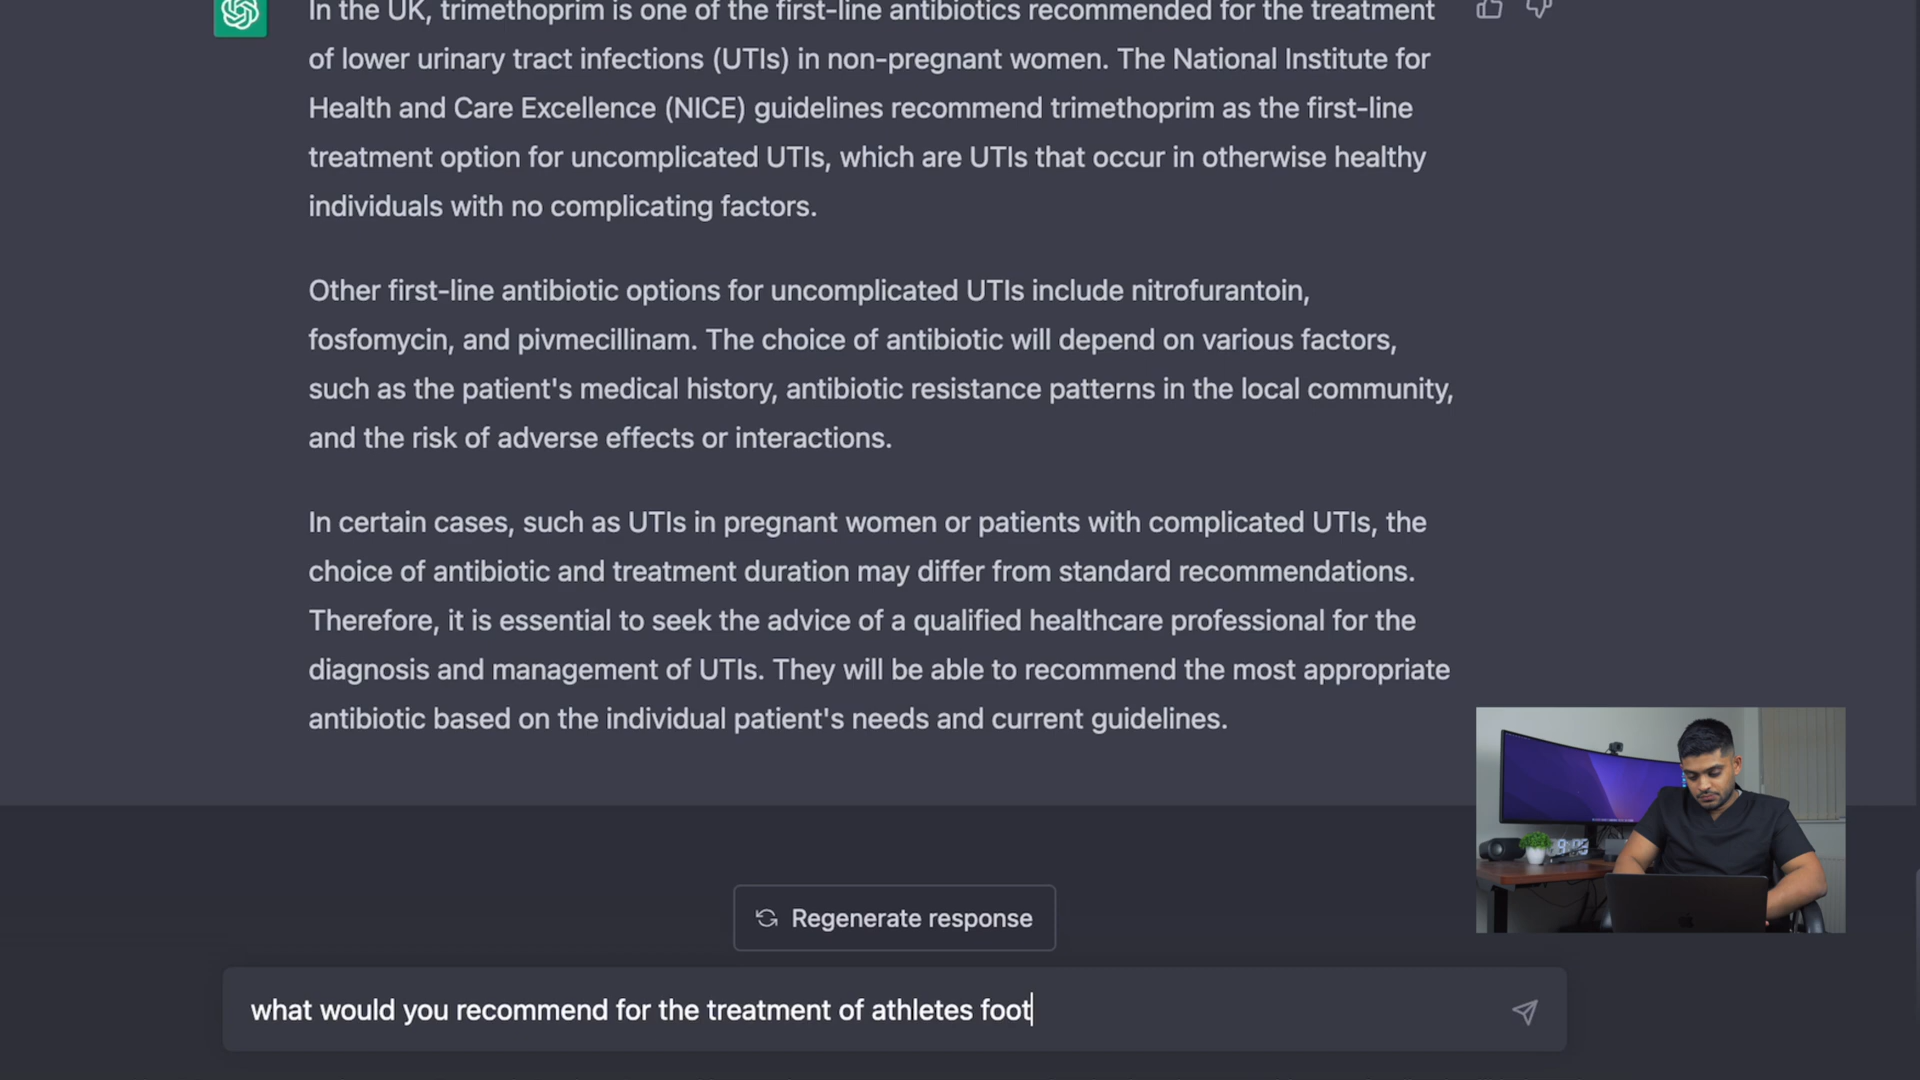 In the UK, trimethoprim is one of the first-line antibiotics recommended for the treatment
of lower urinary tract infections (UTIs) in non-pregnant women. The National Institute for
Health and Care Excellence (NICE) guidelines recommend trimethoprim as the first-line
treatment option for uncomplicated UTIs, which are UTIs that occur in otherwise healthy
individuals with no complicating factors.
Other first-line antibiotic options for uncomplicated UTIs include nitrofurantoin,
fosfomycin, and pivmecillinam. The choice of antibiotic will depend on various factors,
such as the patient's medical history, antibiotic resistance patterns in the local community,
and the risk of adverse effects or interactions.
In certain cases, such as UTIs in pregnant women or patients with complicated UTIs, the
choice of antibiotic and treatment duration may differ from standard recommendations.
Therefore, it is essential to seek the advice of a qualified healthcare professional for the
diagnosis and management of UTIs. They will be able to recommend the most appropriate
antibiotic based on the individual patient's needs and current guidelines.
Regenerate response
what would you recommend for the treatment of athletes foot